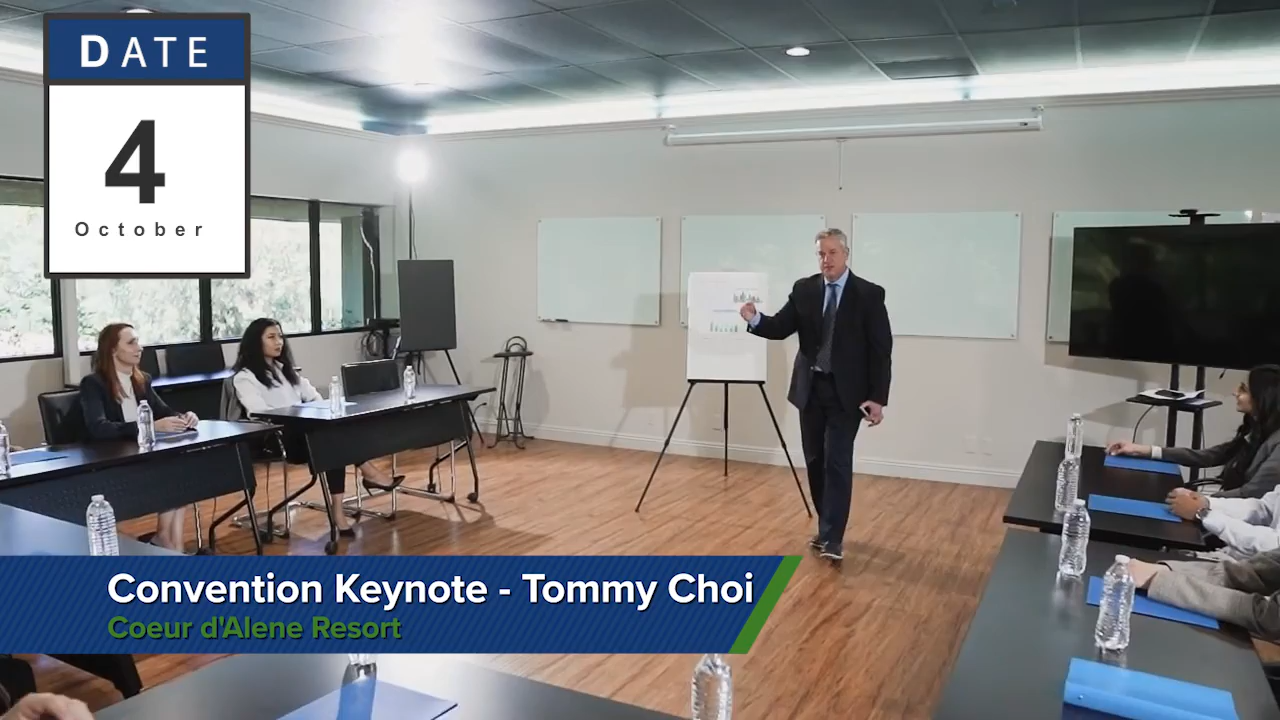 DATE
4
October
Convention Keynote - Tommy Choi
Coeur d'Alene Resort